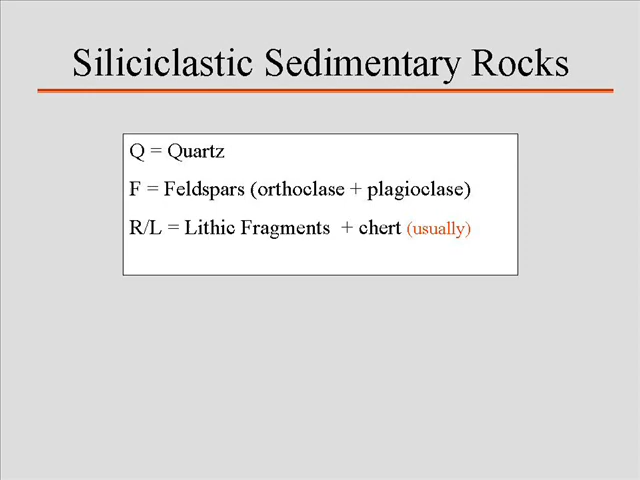 Siliciclastic Sedimentary Rocks
Q = Quartz
F = Feldspars (orthoclase + plagioclase)
R/L = Lithic Fragments + chert (usually)